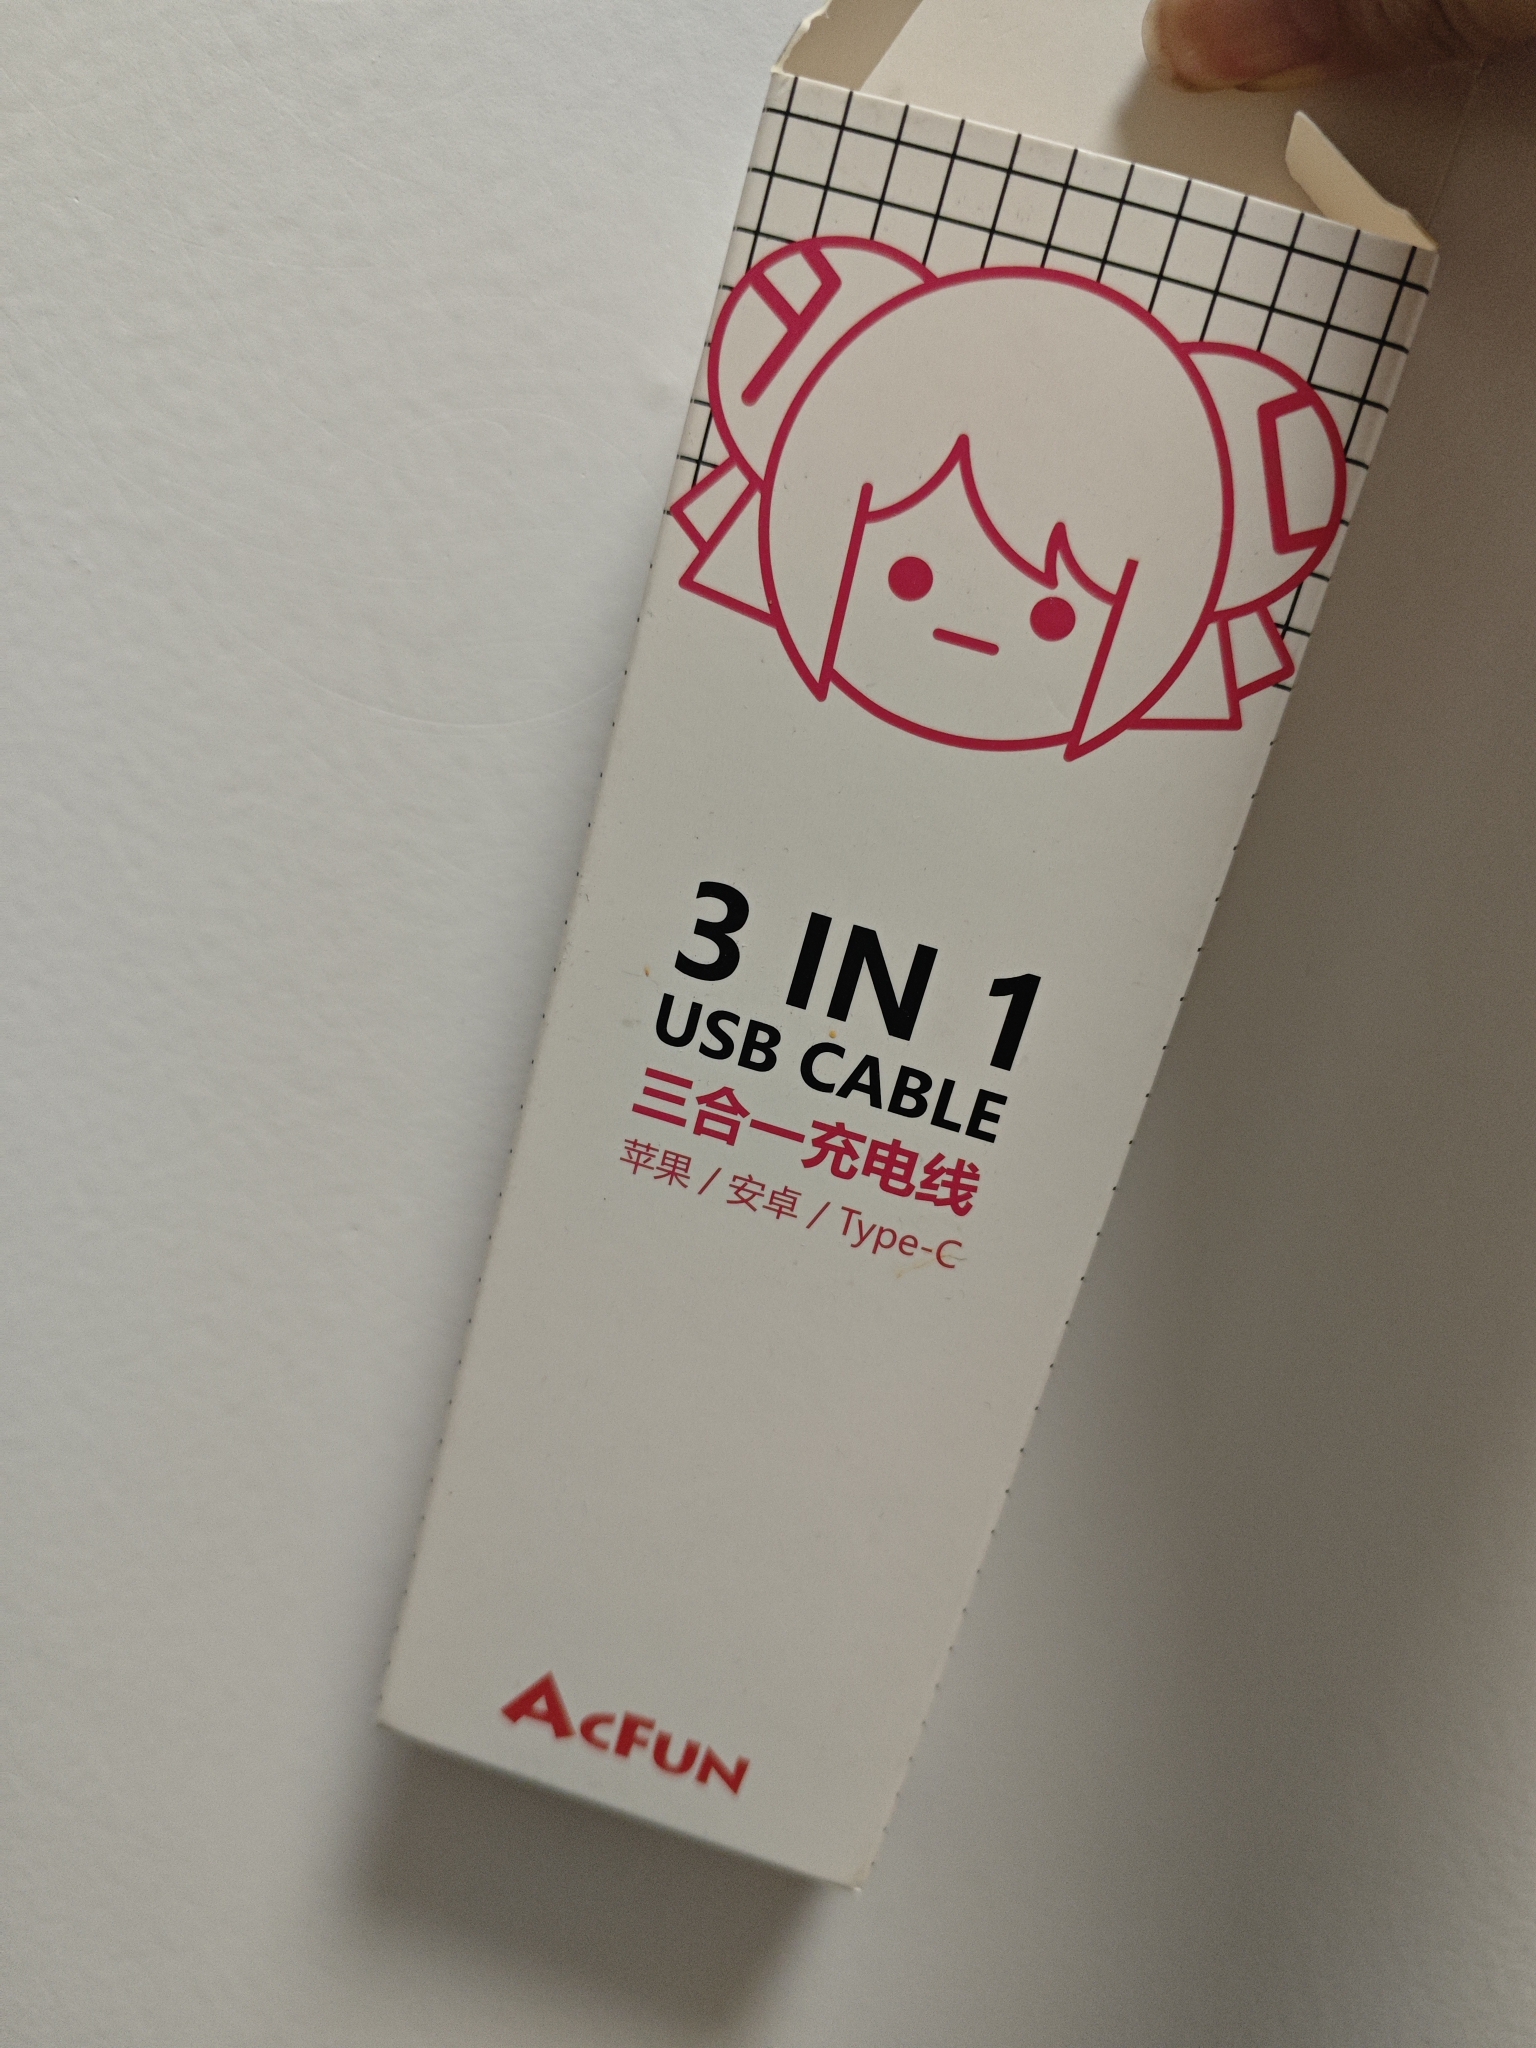 3 IN 1
USB CABLE
三合一充电线
苹果 / 安卓 / Type-C
ACFUN